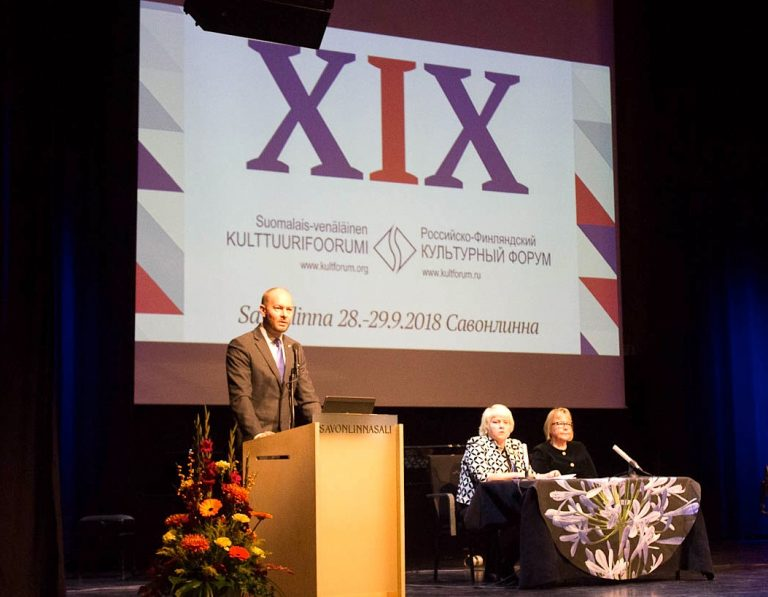 XIX
Suomalais-venäläinen
KULTTUURIFOORUMI
www.kultforum.org
Российско-Финляндский
КУЛЬТУРНЫЙ ФОРУМ
www.kultforum.ru
28.-29.9.2018 Савонлинна
SAVONLINNASALI